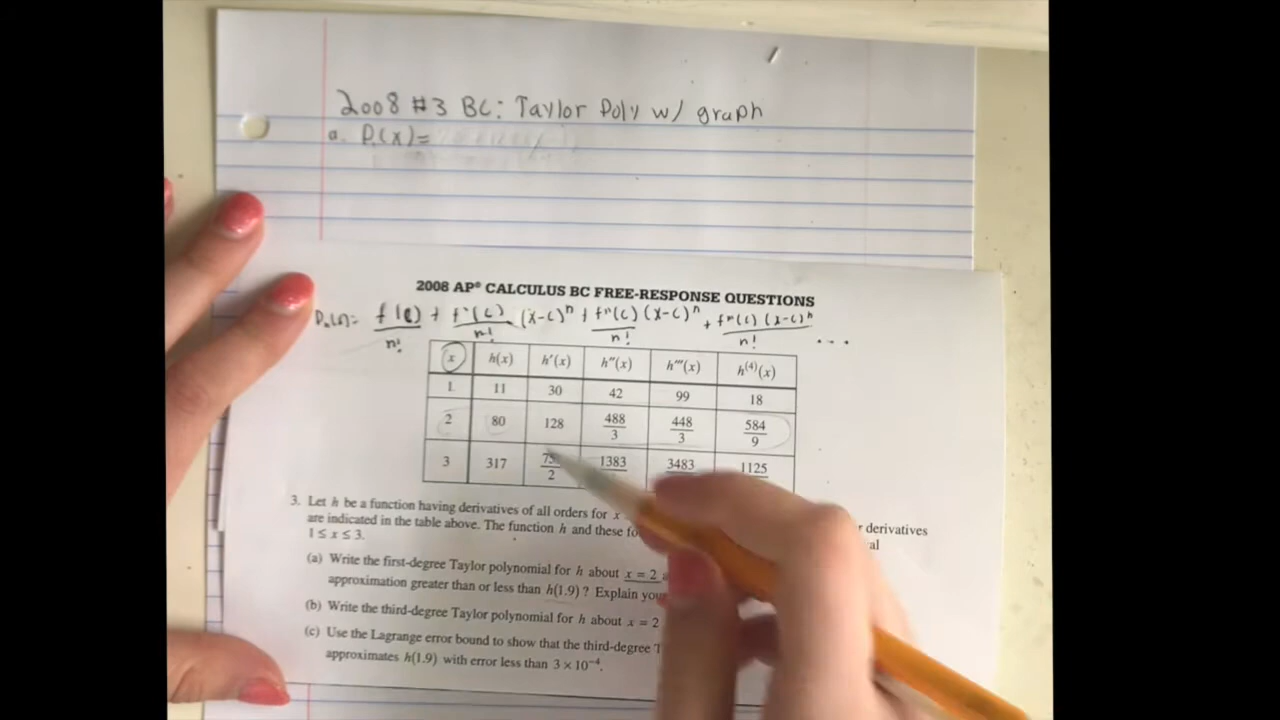 2008 #3 BC: Taylor Poly w/ graph
a. P₁(x)=
2008 AP® CALCULUS BC FREE-RESPONSE QUESTIONS
Pₙ(x)= f(c)/n! + f'(c)/n! (x-c)ⁿ + f''(c)(x-c)ⁿ/n! + f'''(c)(x-c)ⁿ/n! ...
x h(x) h'(x) h''(x) h'''(x) h⁽⁴⁾(x)
1 11 30 42 99 18
2 80 128 488/3 448/3 584/9
3 317 2 1383 3483 1125
3. Let h be a function having derivatives of all orders for x derivatives
are indicated in the table above. The function h and these
1 ≤ x ≤ 3.
(a) Write the first-degree Taylor polynomial for h about x = 2
approximation greater than or less than h(1.9) ? Explain
(b) Write the third-degree Taylor polynomial for h about x = 2
(c) Use the Lagrange error bound to show that the third-degree
approximates h(1.9) with error less than 3 × 10⁻⁴.